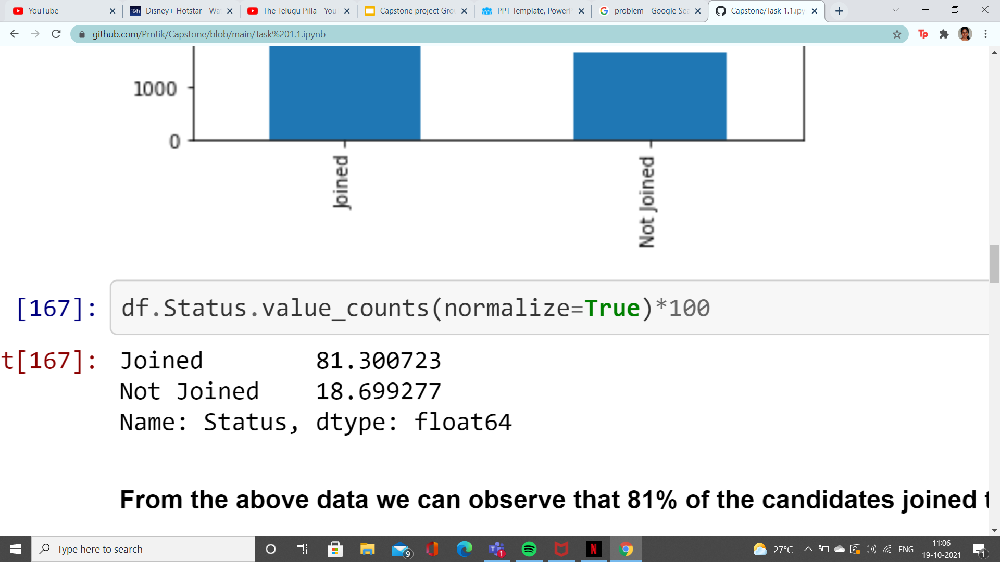 YouTube
Disney+ Hotstar - Wa
The Telugu Pilla - You
Capstone project Gro
PPT Template, PowerP
problem - Google Sea
Capstone/Task 1.1.ipy
github.com/Prntik/Capstone/blob/main/Task%201.1.ipynb
Tp
1000
0
Joined
Not Joined
[167]: df.Status.value_counts(normalize=True)*100
t[167]: Joined 81.300723
Not Joined 18.699277
Name: Status, dtype: float64
From the above data we can observe that 81% of the candidates joined t
Type here to search
9
1
27°C
ENG
11:06
19-10-2021
1